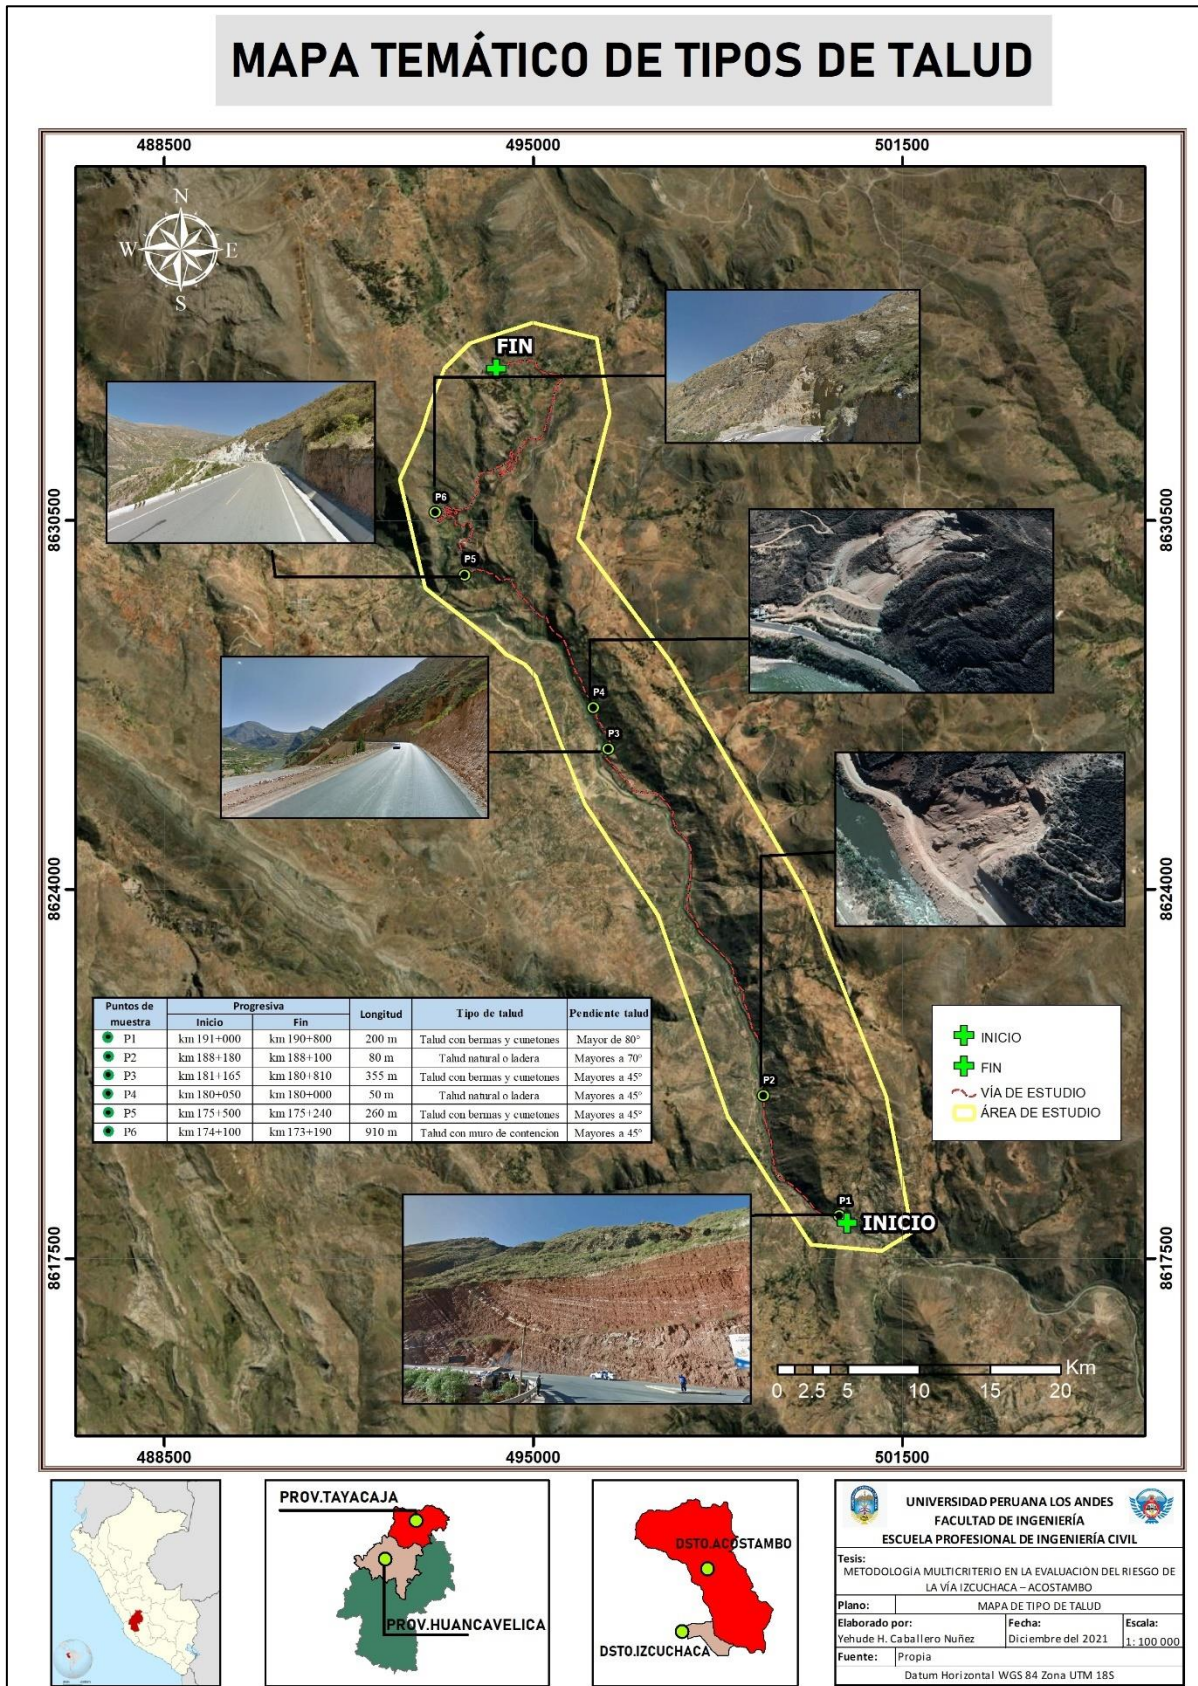 MAPA TEMÁTICO DE TIPOS DE TALUD
488500 495000 501500
N
W E
S
FIN
P6
8630500 8630500
P5
P4
P3
8624000 8624000
Puntos de muestra Progresiva Longitud Tipo de talud Pendiente talud
Inicio Fin
P1 km 191+000 km 190+800 200 m Talud con bermas y cunetones Mayor de 80°
P2 km 188+180 km 188+100 80 m Talud natural o ladera Mayores a 70°
P3 km 181+165 km 180+810 355 m Talud con bermas y cunetones Mayores a 45°
P4 km 180+050 km 180+000 50 m Talud natural o ladera Mayores a 45°
P5 km 175+500 km 175+240 260 m Talud con bermas y cunetones Mayores a 45°
P6 km 174+100 km 173+190 910 m Talud con muro de contencion Mayores a 45°
INICIO
FIN
VÍA DE ESTUDIO
ÁREA DE ESTUDIO
P2
P1
INICIO
8617500 8617500
Km
0 2.5 5 10 15 20
488500 495000 501500
PROV.TAYACAJA
PROV.HUANCAVELICA
DSTO.ACOSTAMBO
DSTO.IZCUCHACA
UNIVERSIDAD PERUANA LOS ANDES
FACULTAD DE INGENIERÍA
ESCUELA PROFESIONAL DE INGENIERÍA CIVIL
Tesis:
METODOLOGÍA MULTICRITERIO EN LA EVALUACIÓN DEL RIESGO DE
LA VÍA IZCUCHACA – ACOSTAMBO
Plano: MAPA DE TIPO DE TALUD
Elaborado por: Fecha: Escala:
Yehude H. Caballero Nuñez Diciembre del 2021 1: 100 000
Fuente: Propia
Datum Horizontal WGS 84 Zona UTM 18S